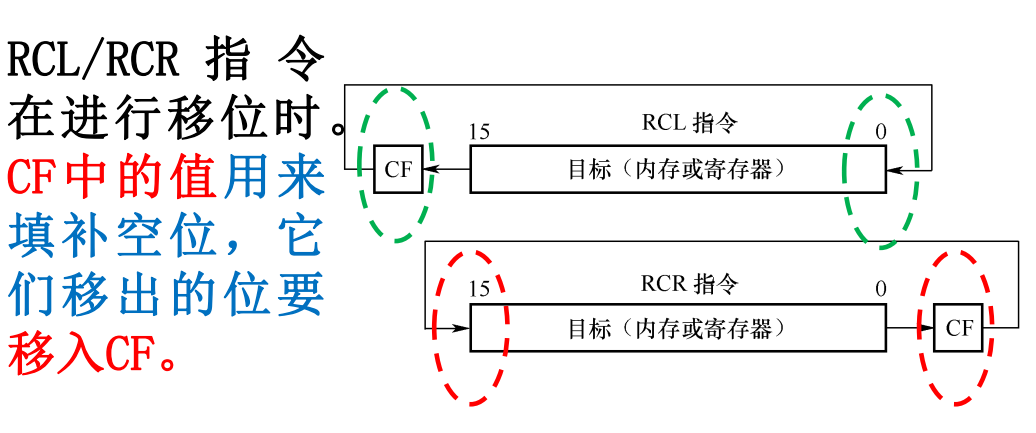 RCL/RCR 指 令
在进行移位时。
CF中的值用来
填补空位，它
们移出的位要
移入CF。
RCL 指令
15
0
CF
目标（内存或寄存器）
RCR 指令
15
0
目标（内存或寄存器）
CF